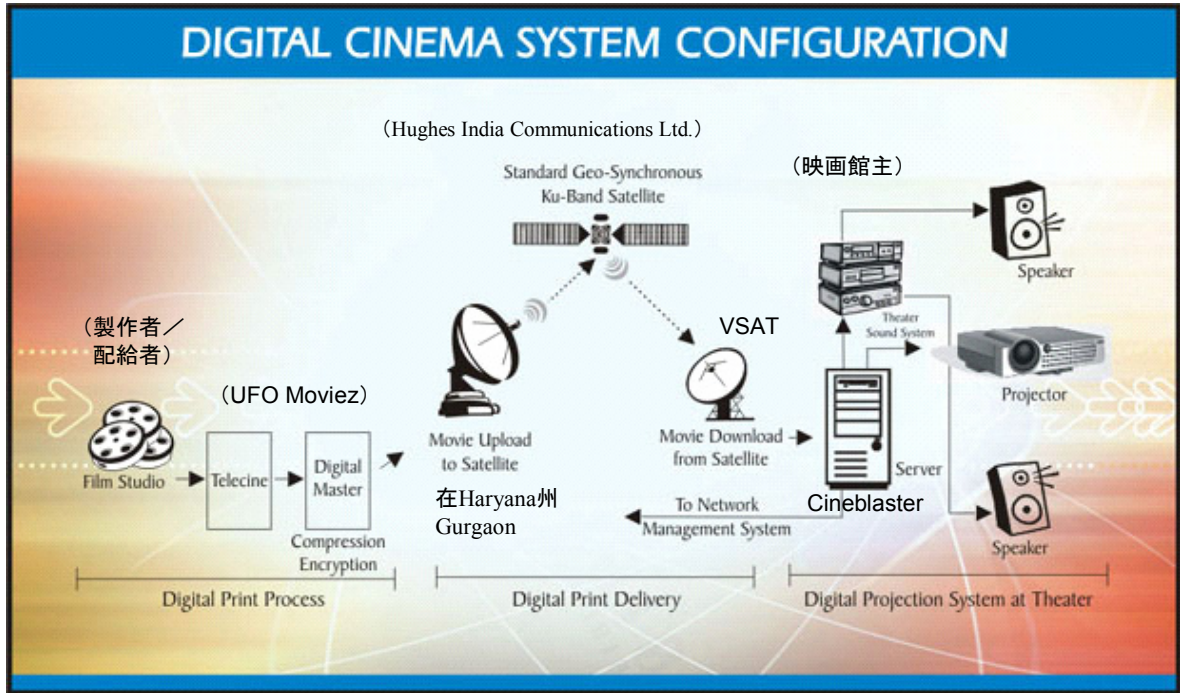 DIGITAL CINEMA SYSTEM CONFIGURATION
（Hughes India Communications Ltd.）
Standard Geo-Synchronous
Ku-Band Satellite
（映画館主）
Speaker
Theater
Sound System
（製作者／
配給者）
（UFO Moviez）
VSAT
Projector
Film Studio
Telecine
Digital
Master
Compression
Encryption
Movie Upload
to Satellite
在Haryana州
Gurgaon
Movie Download
from Satellite
Server
Cineblaster
To Network
Management System
Speaker
Digital Print Process
Digital Print Delivery
Digital Projection System at Theater